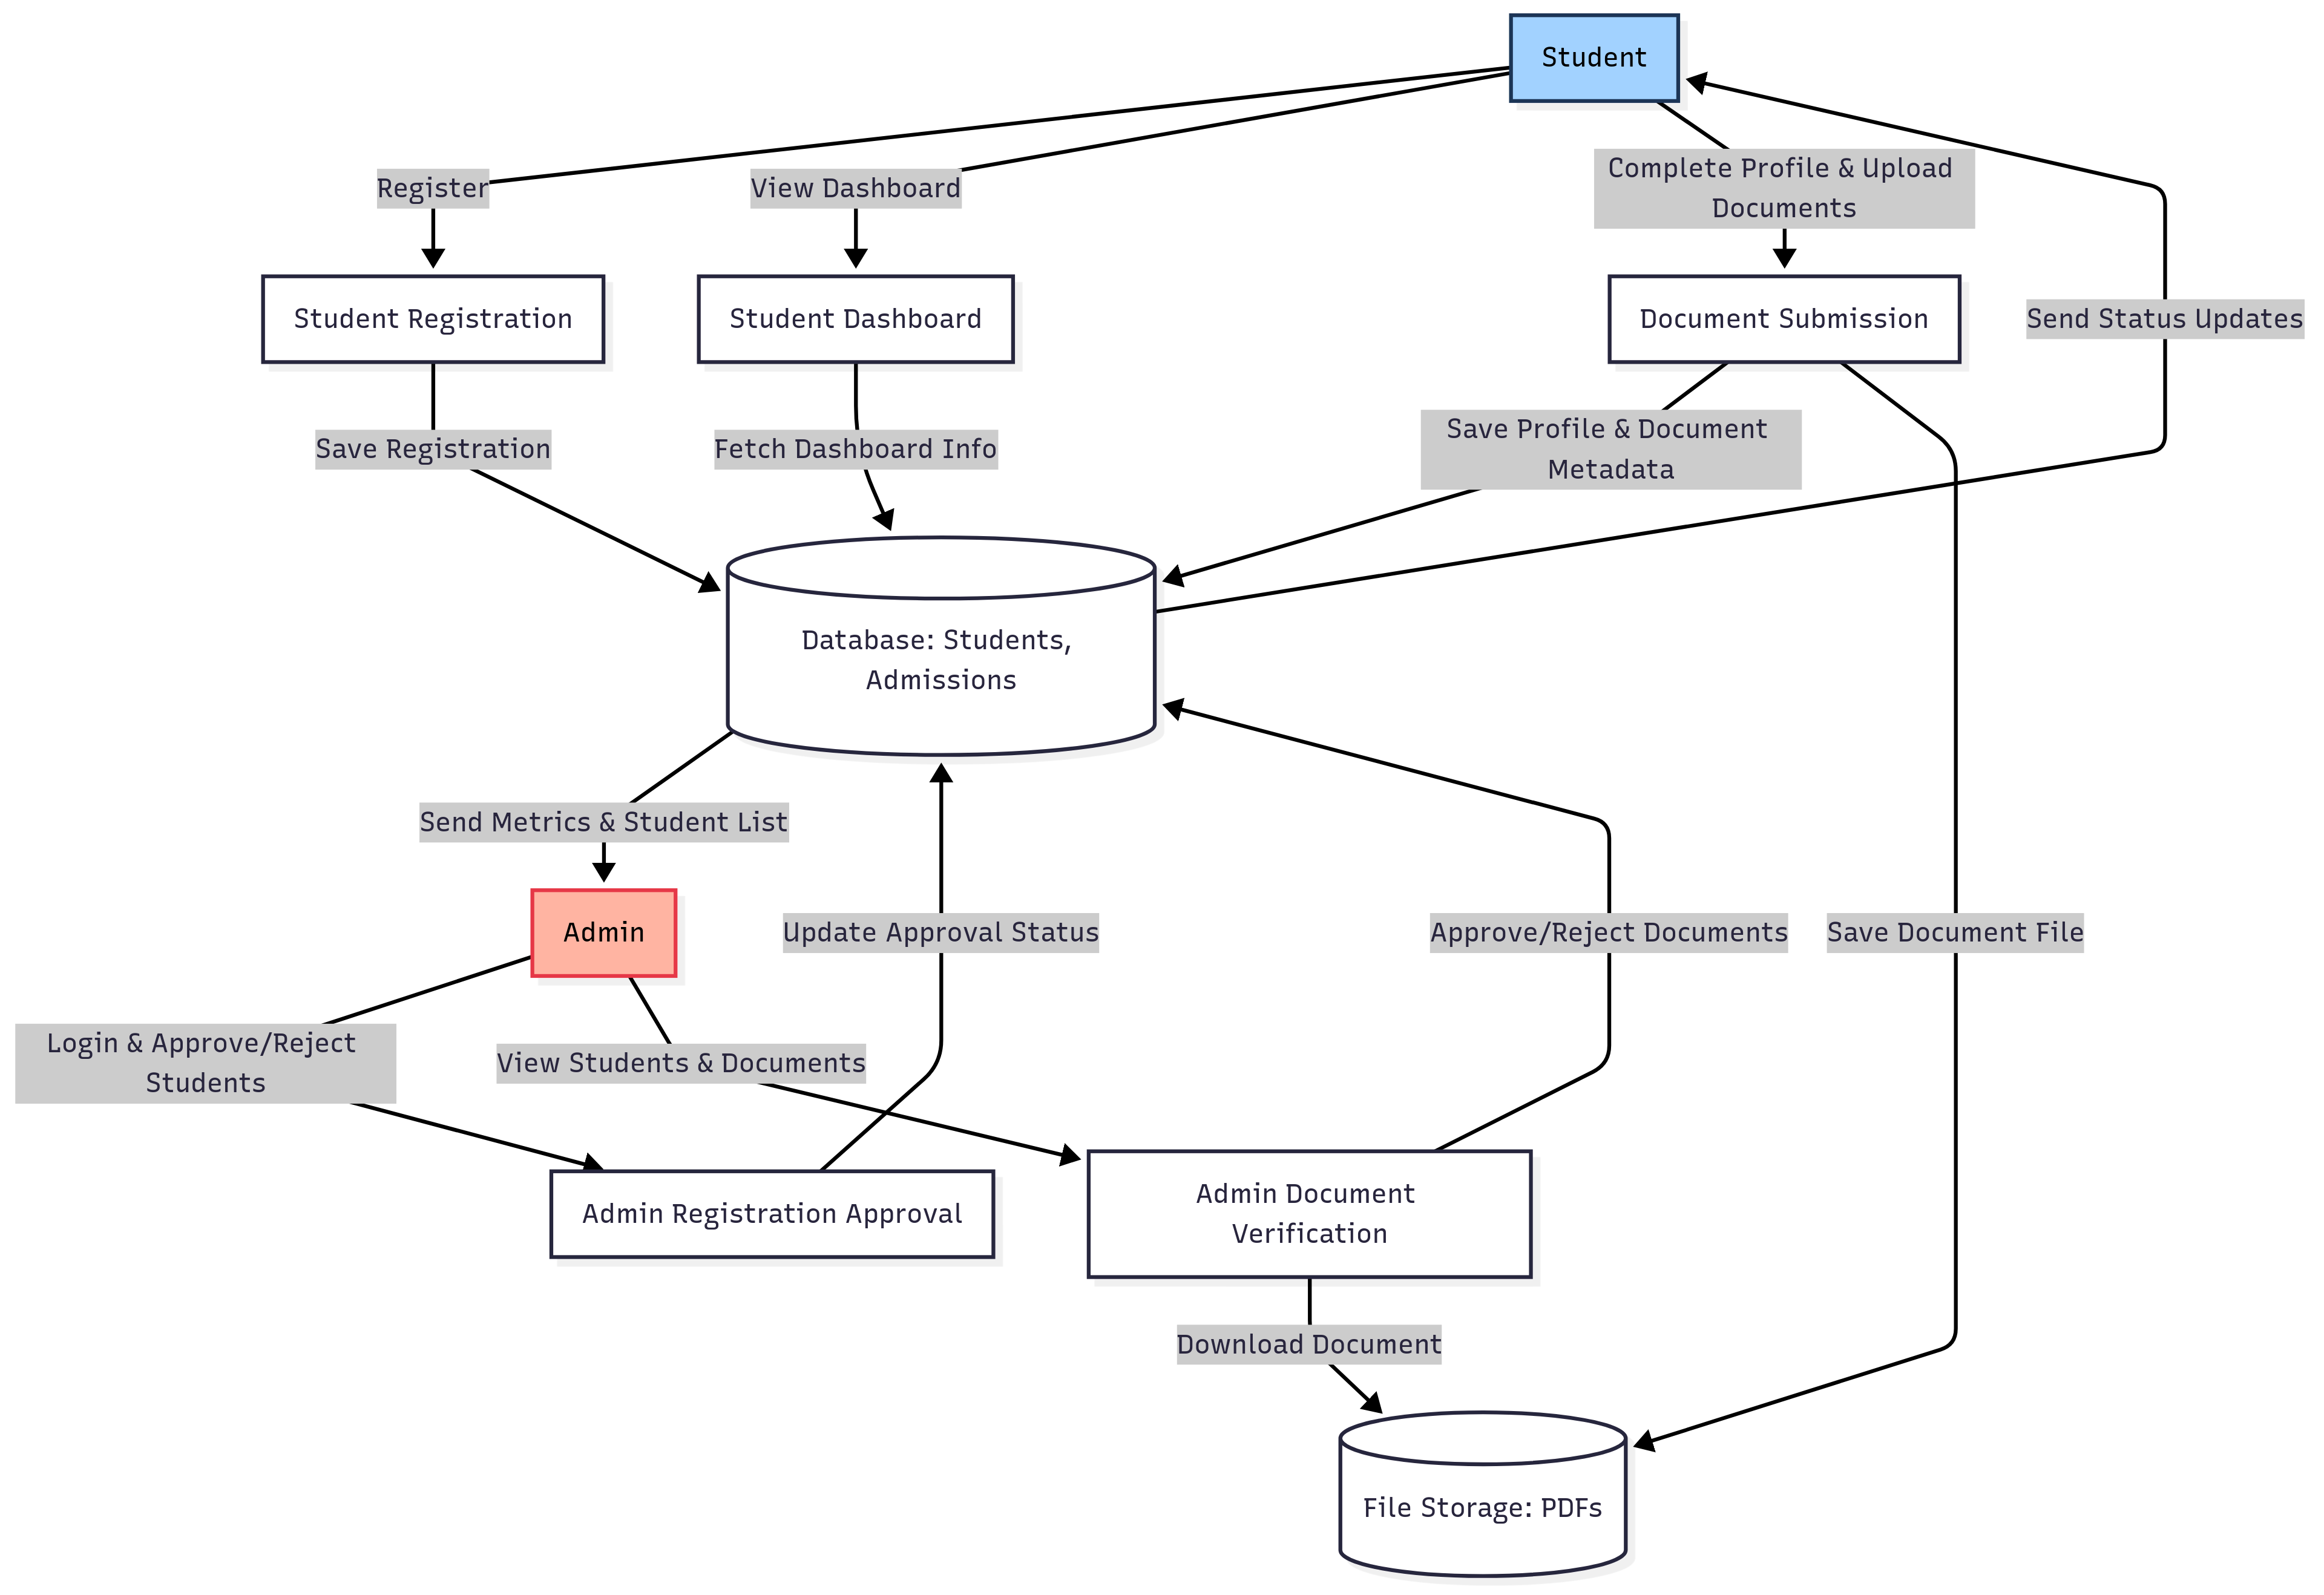 Student
Register
View Dashboard
Complete Profile & Upload
Documents
Student Registration
Student Dashboard
Document Submission
Send Status Updates
Save Registration
Fetch Dashboard Info
Save Profile & Document
Metadata
Database: Students,
Admissions
Send Metrics & Student List
Admin
Update Approval Status
Approve/Reject Documents
Save Document File
Login & Approve/Reject
Students
View Students & Documents
Admin Registration Approval
Admin Document
Verification
Download Document
File Storage: PDFs